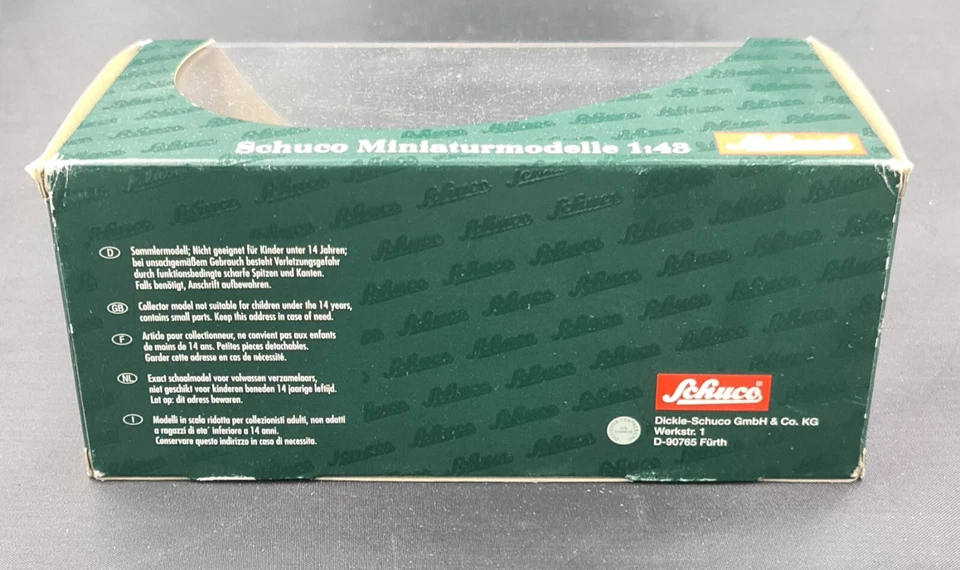 Schuco Miniaturmodelle 1:43
Schuco
D
Sammlermodell; Nicht geeignet für Kinder unter 14 Jahren;
bei unsachgemäßem Gebrauch besteht Verletzungsgefahr
durch funktionsbedingte scharfe Spitzen und Kanten.
Falls benötigt, Anschrift aufbewahren.
GB
Collector model not suitable for children under the 14 years,
contains small parts. Keep this address in case of need.
F
Article pour collectionneur, ne convient pas aux enfants
de moins de 14 ans. Petites pieces detachables.
Garder cette adresse en cas de nécessité.
NL
Exact schaalmodel voor volwassen verzamelaars,
niet geschikt voor kinderen beneden 14 jaarige leftijd.
Let op: dit adress bewaren.
I
Modelli in scala ridotta per collezionisti adulti, non adatti
a ragazzi di eta' inferiore a 14 anni.
Conservare questo indirizzo in caso di necessita.
Schuco
Dickie-Schuco GmbH & Co. KG
Werkstr. 1
D-90765 Fürth